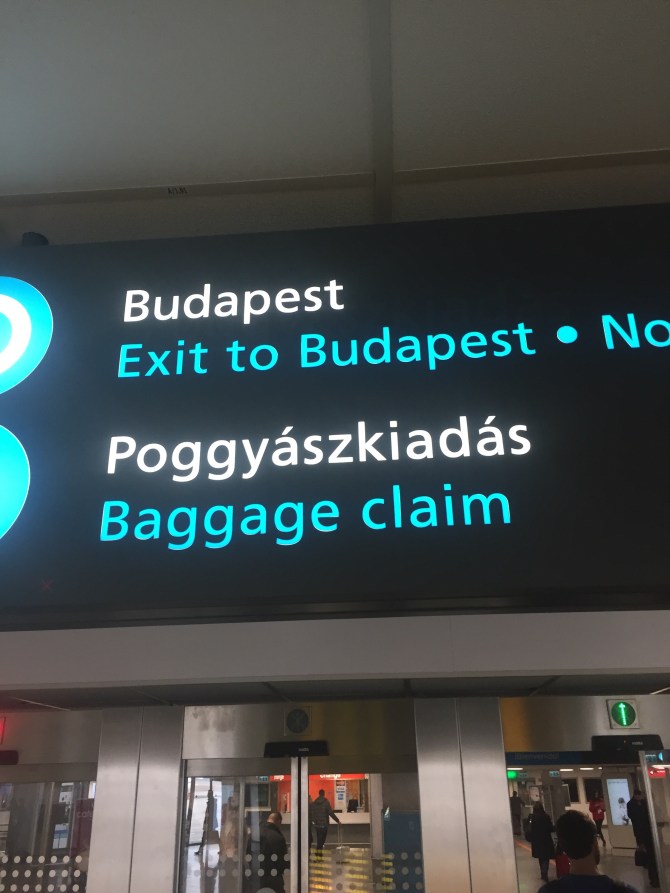 Budapest
Exit to Budapest • No
Poggyászkiadás
Baggage claim